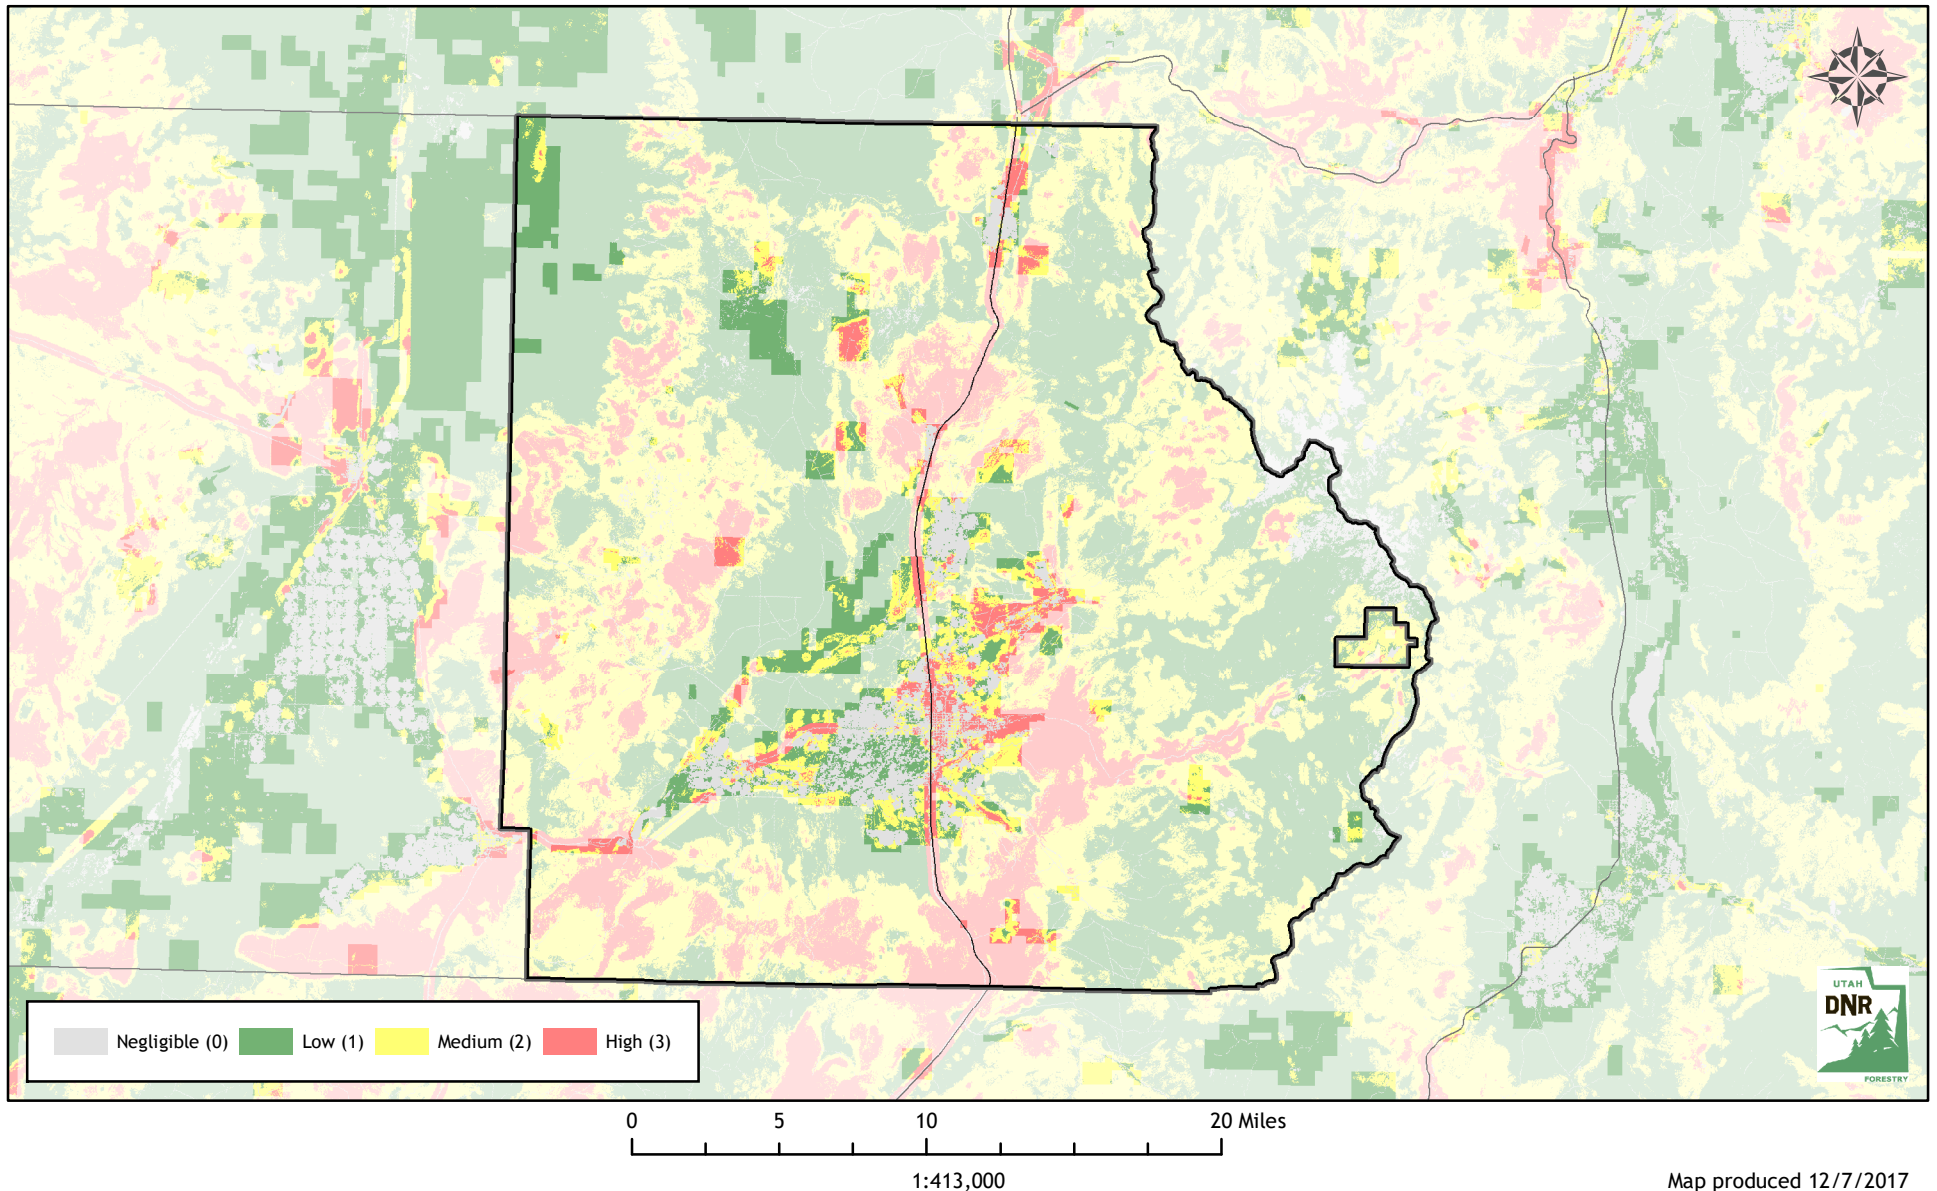 UTAH
DNR
FORESTRY
Negligible (0) Low (1) Medium (2) High (3)
0 5 10 20 Miles
1:413,000
Map produced 12/7/2017